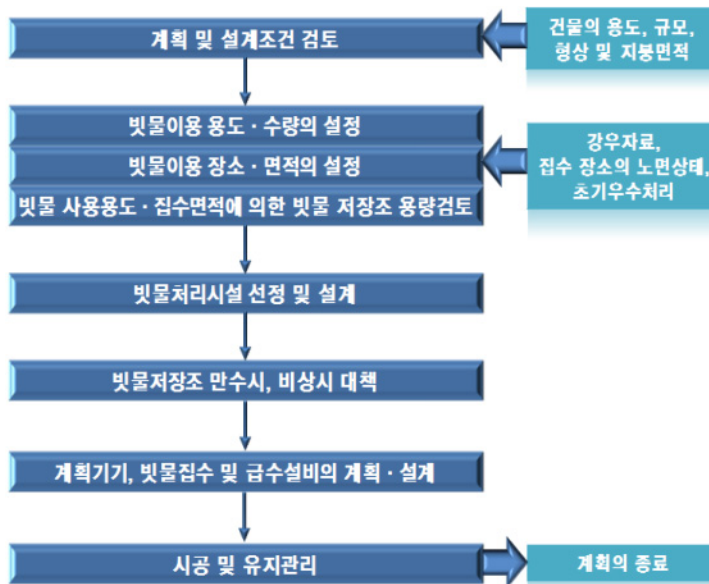 계획 및 설계조건 검토
건물의 용도, 규모,
형상 및 지붕면적
빗물이용 용도 · 수량의 설정
빗물이용 장소 · 면적의 설정
빗물 사용용도 · 집수면적에 의한 빗물 저장조 용량검토
강우자료,
집수 장소의 노면상태,
초기우수처리
빗물처리시설 선정 및 설계
빗물저장조 만수시, 비상시 대책
계획기기, 빗물집수 및 급수설비의 계획 · 설계
시공 및 유지관리
계획의 종료